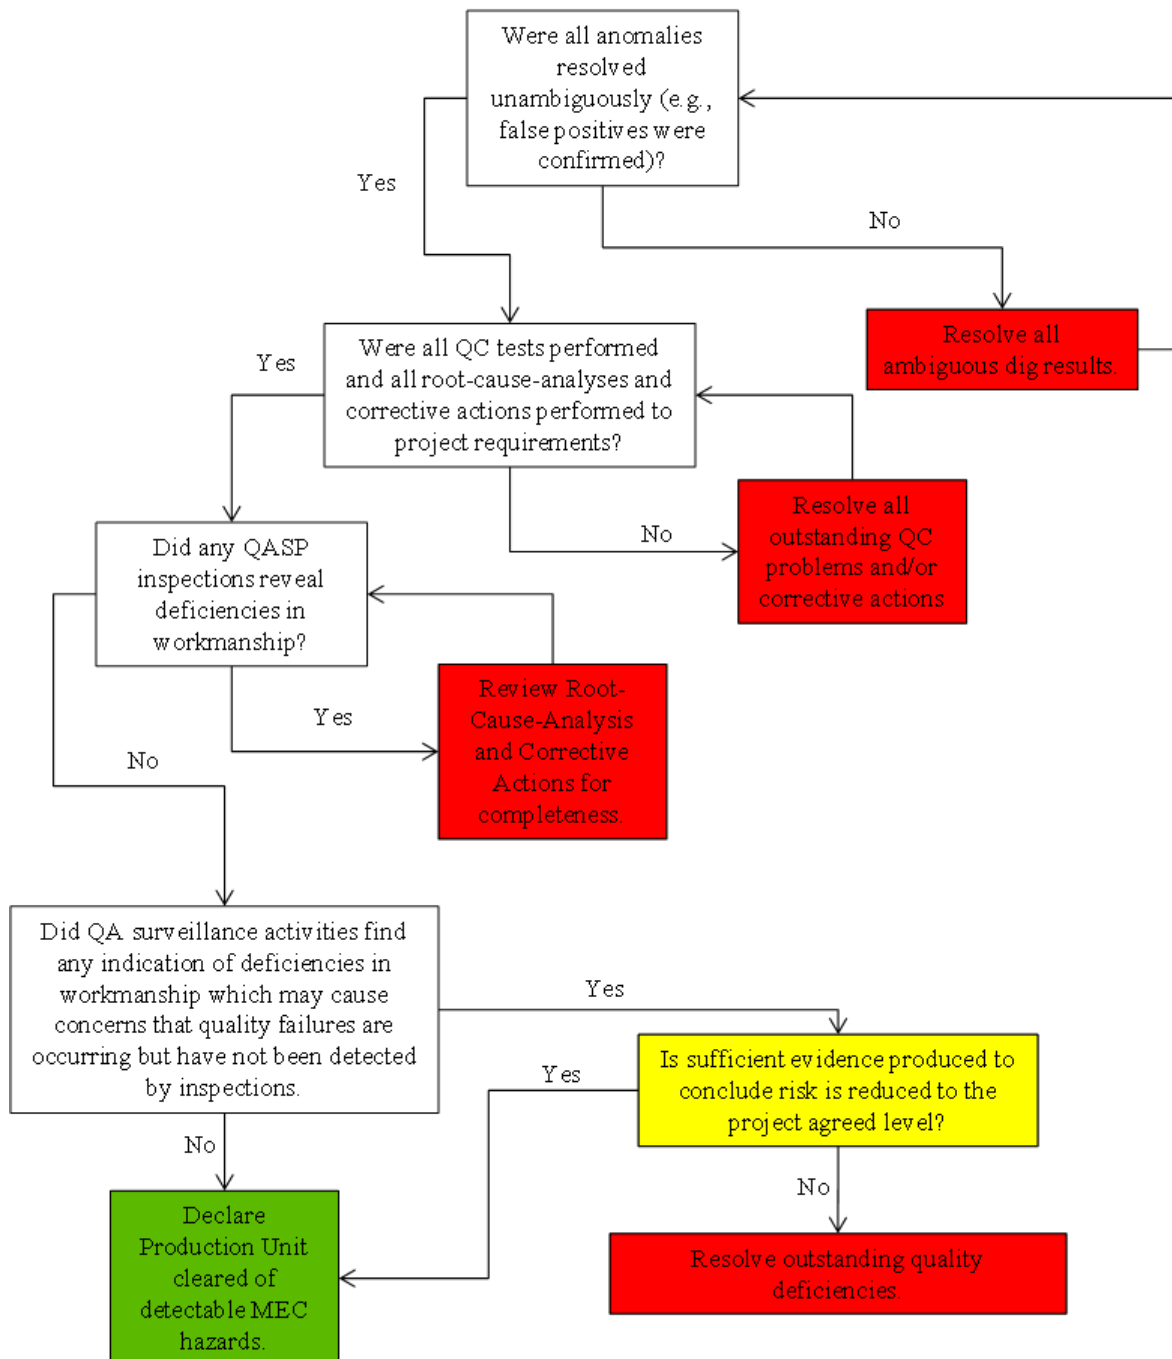 Were all anomalies
resolved
unambiguously (e.g.,
false positives were
confirmed)?
Yes
No
Resolve all
ambiguous dig results.
Were all QC tests performed
and all root-cause-analyses and
corrective actions performed to
project requirements?
Yes
No
Resolve all
outstanding QC
problems and/or
corrective actions
Did any QASP
inspections reveal
deficiencies in
workmanship?
Yes
No
Review Root-
Cause-Analysis
and Corrective
Actions for
completeness.
Did QA surveillance activities find
any indication of deficiencies in
workmanship which may cause
concerns that quality failures are
occurring but have not been detected
by inspections.
Yes
No
Is sufficient evidence produced to
conclude risk is reduced to the
project agreed level?
Yes
No
Declare
Production Unit
cleared of
detectable MEC
hazards.
Resolve outstanding quality
deficiencies.